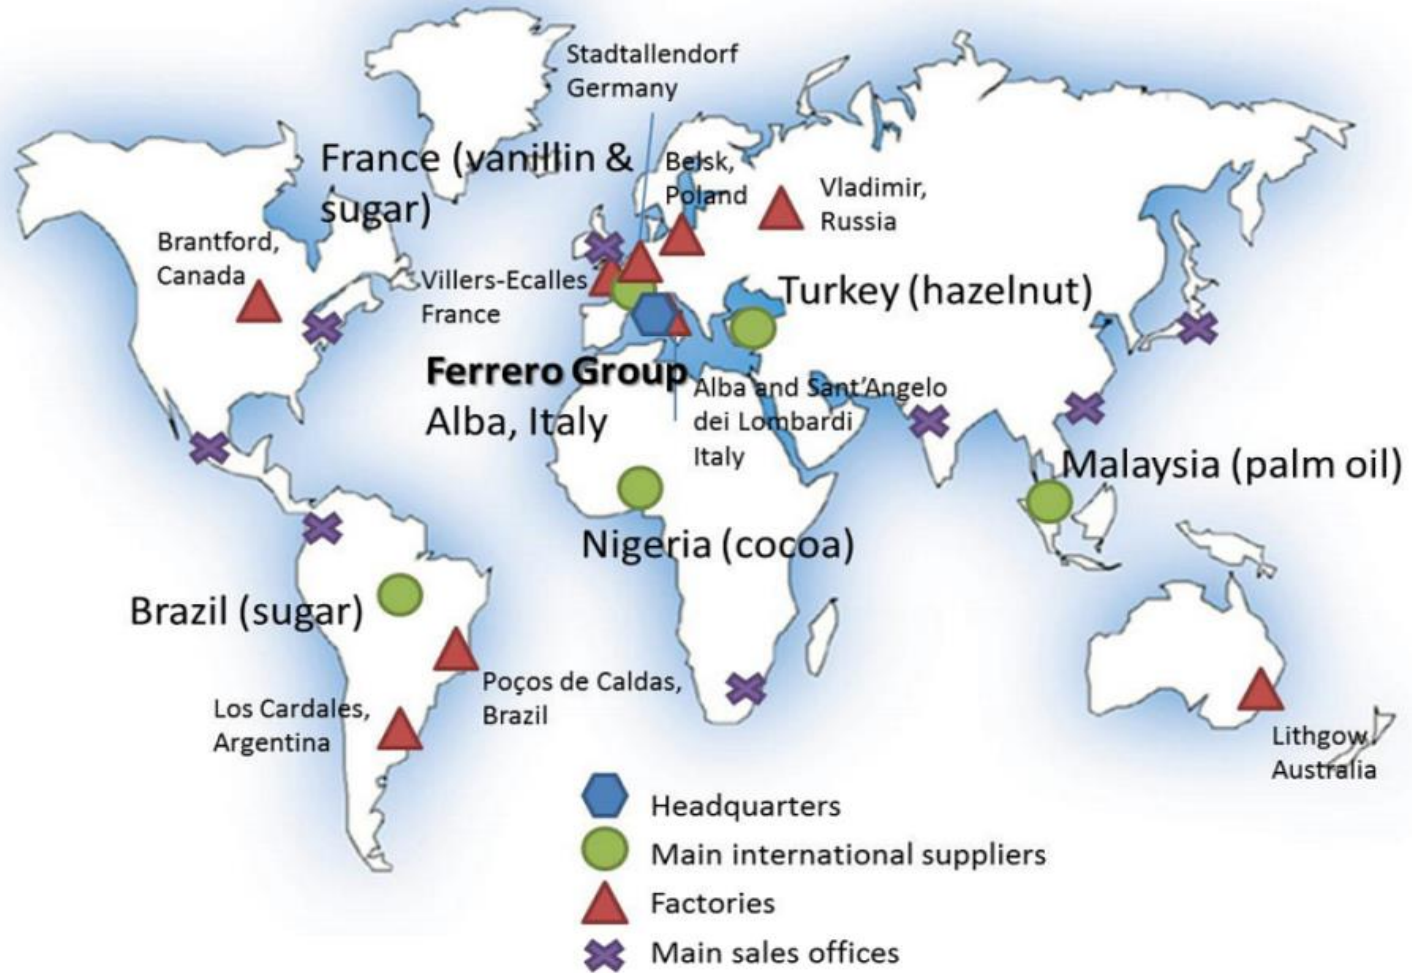 Stadtallendorf
Germany
France (vanillin &
sugar)
Belsk,
Poland
Vladimir,
Russia
Brantford,
Canada
Villers-Ecalles
France
Turkey (hazelnut)
Ferrero Group
Alba, Italy
Alba and Sant'Angelo
dei Lombardi
Italy
Malaysia (palm oil)
Nigeria (cocoa)
Brazil (sugar)
Poços de Caldas,
Brazil
Los Cardales,
Argentina
Lithgow,
Australia
Headquarters
Main international suppliers
Factories
Main sales offices